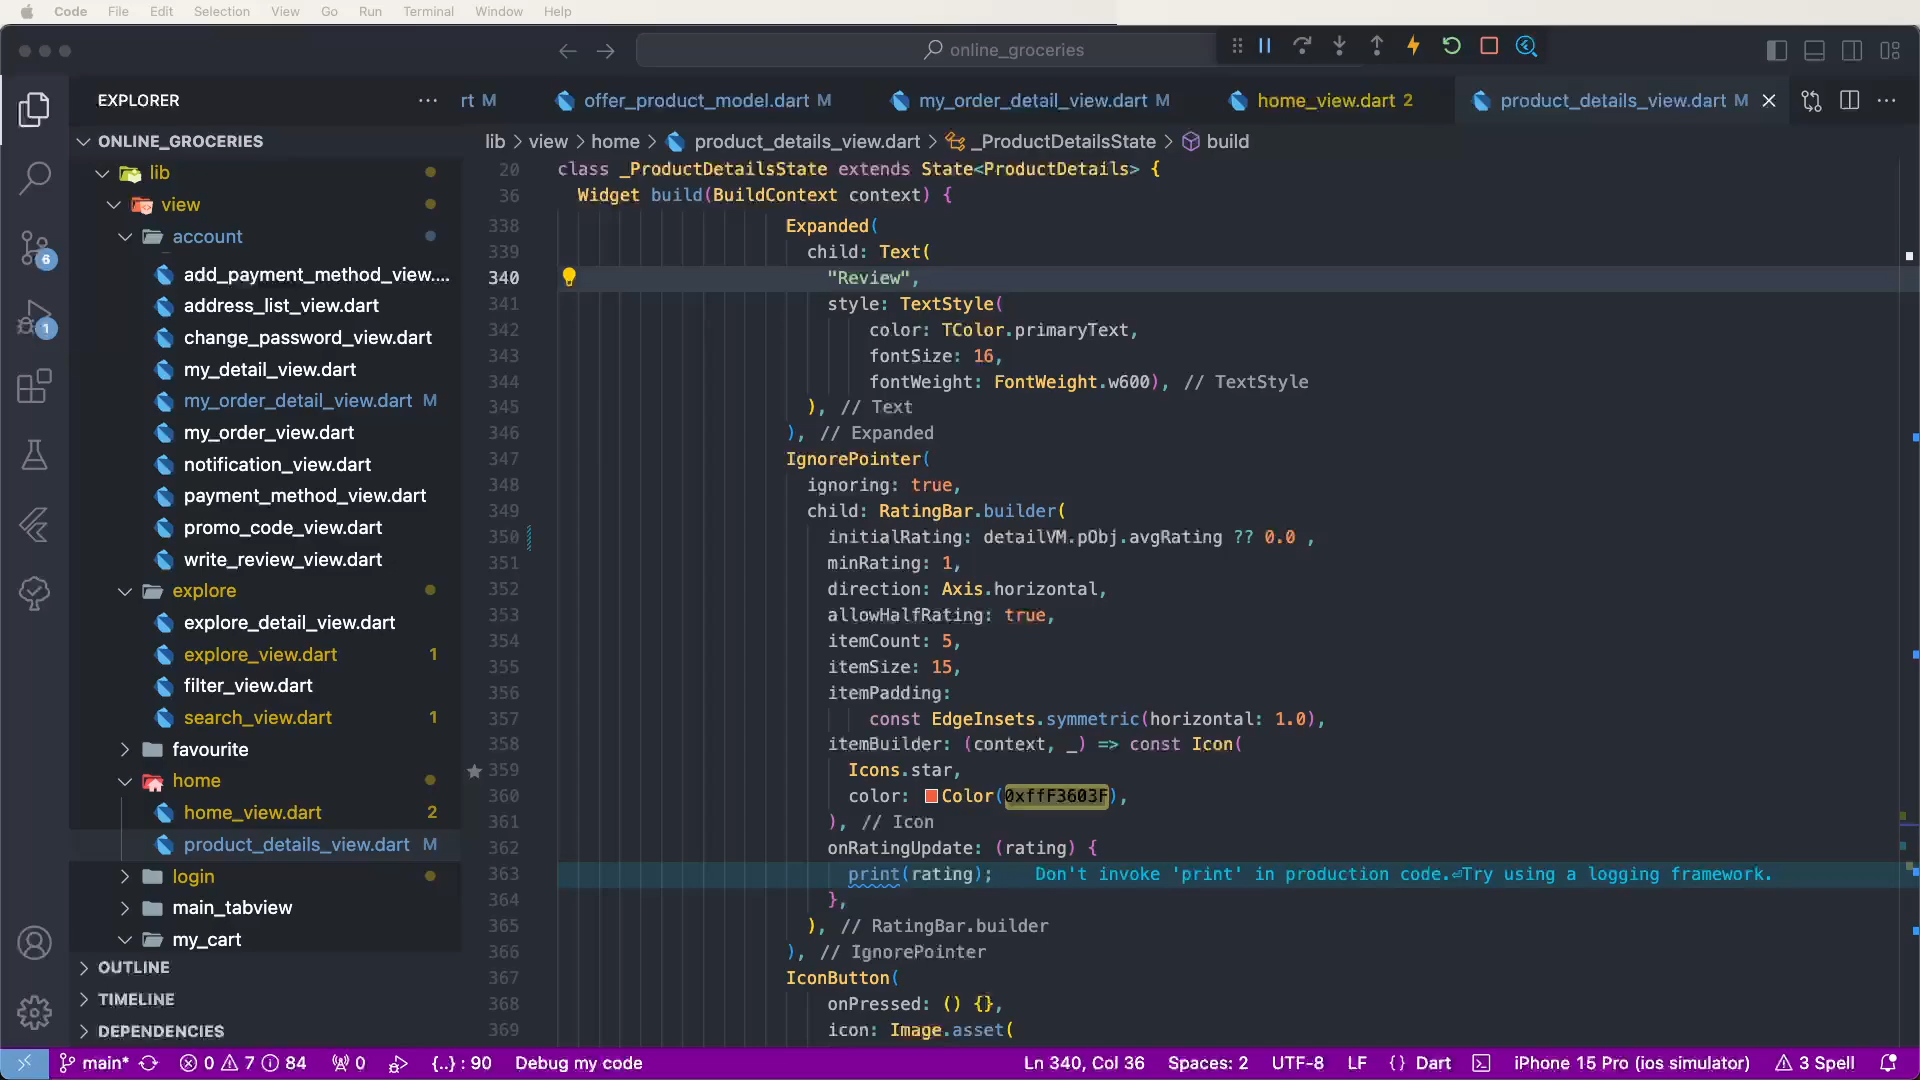 Code File Edit Selection View Go Run Terminal Window Help
online_groceries
EXPLORER
rt M
offer_product_model.dart M
my_order_detail_view.dart M
home_view.dart 2
product_details_view.dart M
ONLINE_GROCERIES
lib > view > home > product_details_view.dart > _ProductDetailsState > build
lib
view
account
add_payment_method_view....
address_list_view.dart
change_password_view.dart
my_detail_view.dart
my_order_detail_view.dart M
my_order_view.dart
notification_view.dart
payment_method_view.dart
promo_code_view.dart
write_review_view.dart
explore
explore_detail_view.dart
explore_view.dart 1
filter_view.dart
search_view.dart 1
favourite
home
home_view.dart 2
product_details_view.dart M
login
main_tabview
my_cart
OUTLINE
TIMELINE
DEPENDENCIES
6
1
20 class _ProductDetailsState extends State<ProductDetails> {
36 Widget build(BuildContext context) {
338 Expanded(
339 child: Text(
340 "Review",
341 style: TextStyle(
342 color: TColor.primaryText,
343 fontSize: 16,
344 fontWeight: FontWeight.w600), // TextStyle
345 ), // Text
346 ), // Expanded
347 IgnorePointer(
348 ignoring: true,
349 child: RatingBar.builder(
350 initialRating: detailVM.pObj.avgRating ?? 0.0 ,
351 minRating: 1,
352 direction: Axis.horizontal,
353 allowHalfRating: true,
354 itemCount: 5,
355 itemSize: 15,
356 itemPadding:
357 const EdgeInsets.symmetric(horizontal: 1.0),
358 itemBuilder: (context, _) => const Icon(
359 Icons.star,
360 color: Color(0xffF3603F),
361 ), // Icon
362 onRatingUpdate: (rating) {
363 print(rating); Don't invoke 'print' in production code.⏎Try using a logging framework.
364 },
365 ), // RatingBar.builder
366 ), // IgnorePointer
367 IconButton(
368 onPressed: () {},
369 icon: Image.asset(
main* 0 7 84 0 {..} : 90 Debug my code Ln 340, Col 36 Spaces: 2 UTF-8 LF {} Dart iPhone 15 Pro (ios simulator) 3 Spell